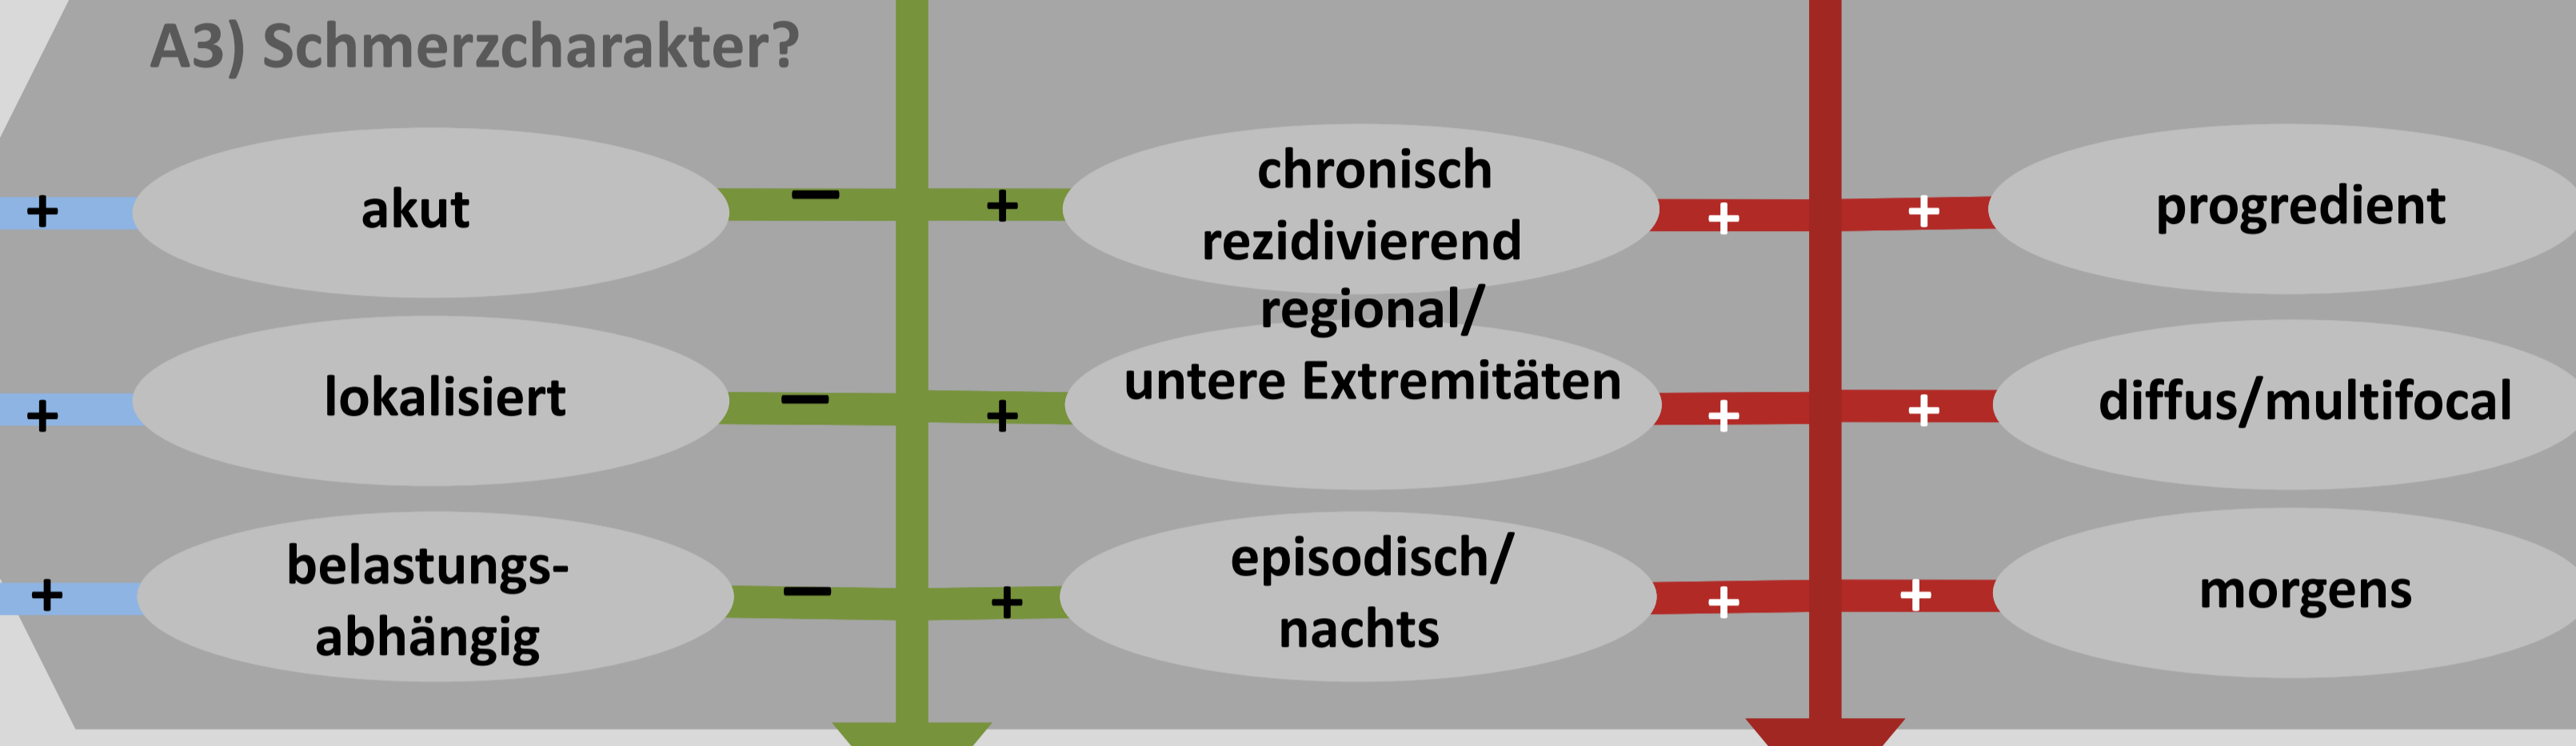 A3) Schmerzcharakter?
+ akut – + chronisch
rezidivierend + + progredient
+ lokalisiert – + regional/
untere Extremitäten + + diffus/multifocal
+ belastungs-
abhängig – + episodisch/
nachts + + morgens